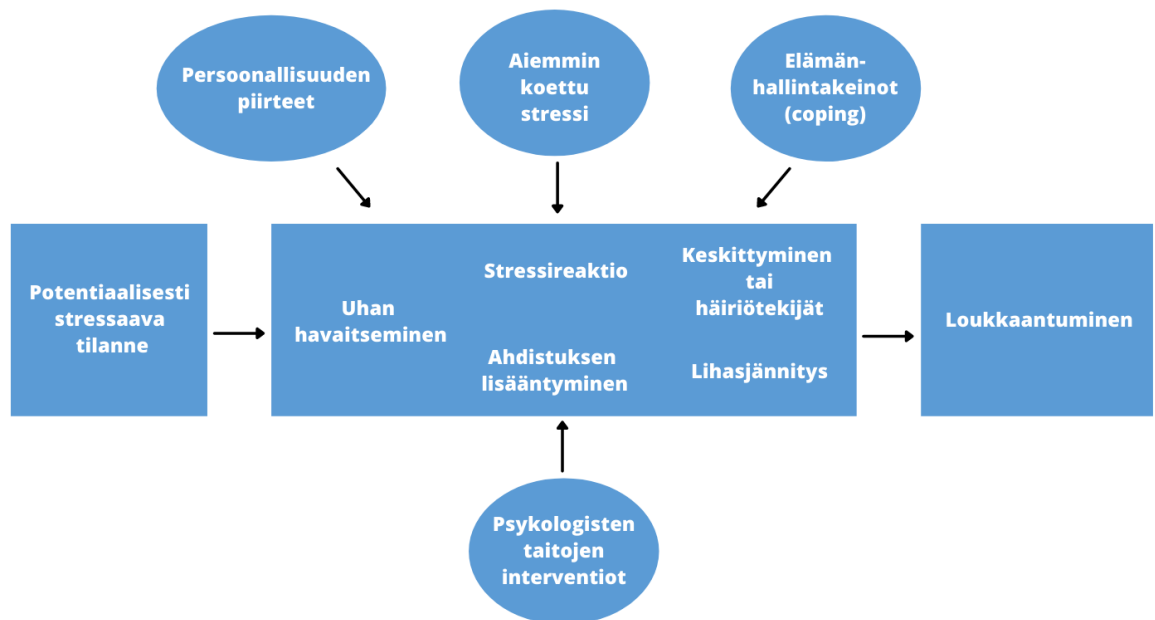 Persoonallisuuden
piirteet
Aiemmin
koettu
stressi
Elämän-
hallintakeinot
(coping)
Potentiaalisesti
stressaava
tilanne
Uhan
havaitseminen
Stressireaktio
Ahdistuksen
lisääntyminen
Keskittyminen
tai
häiriötekijät
Lihasjännitys
Loukkaantuminen
Psykologisten
taitojen
interventiot